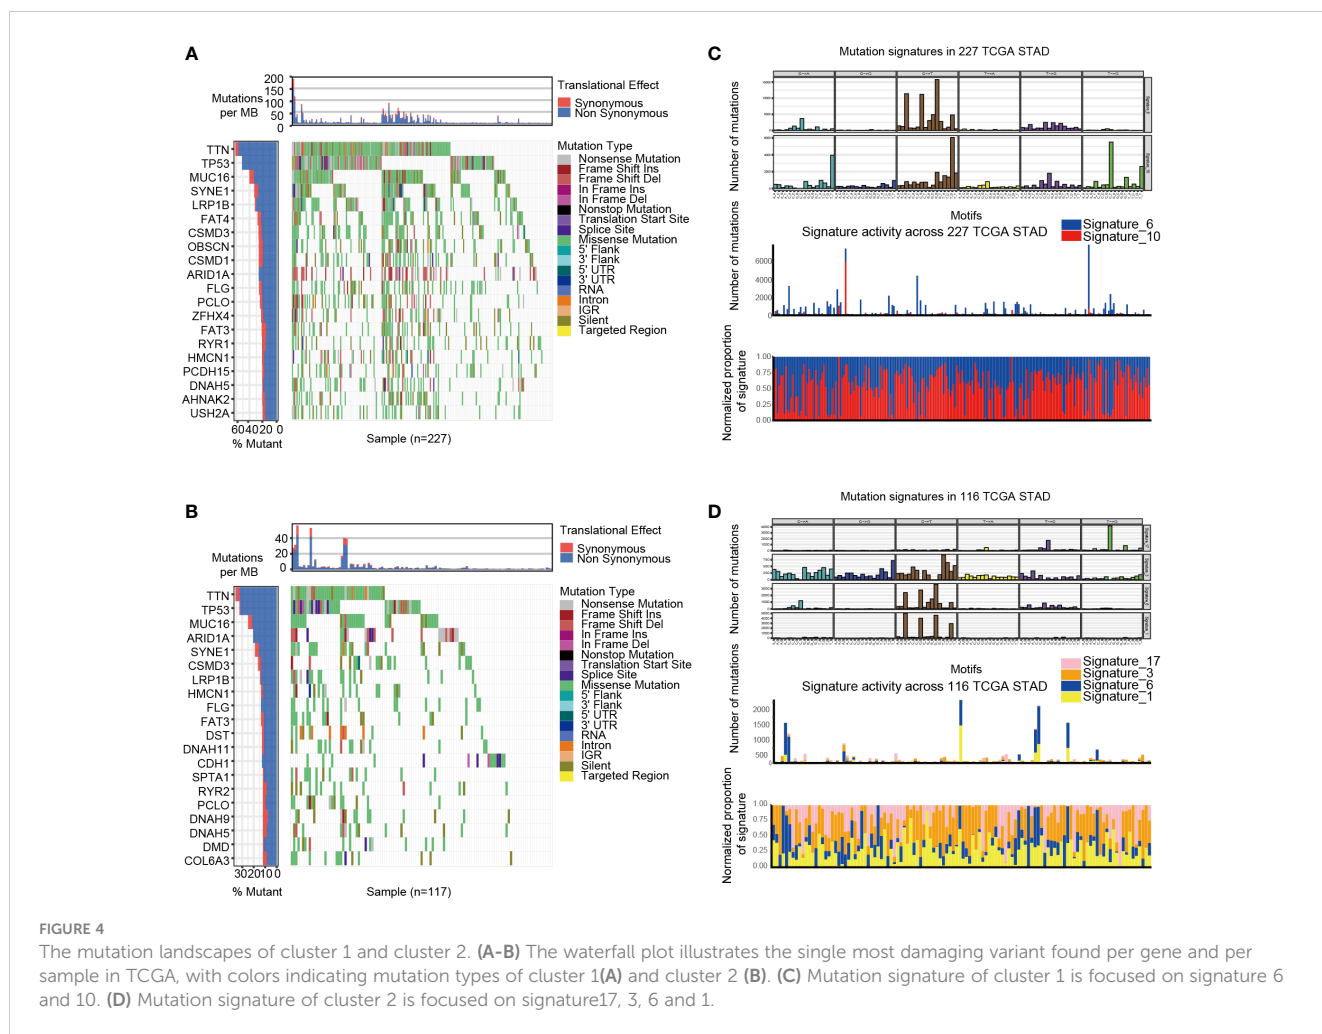 A
Mutations
per MB
200
150
100
50
0
Translational Effect
Synonymous
Non Synonymous
TTN
TP53
MUC16
SYNE1
LRP1B
FAT4
CSMD3
OBSCN
CSMD1
ARID1A
FLG
PCLO
ZFHX4
FAT3
RYR1
HMCN1
PCDH15
DNAH5
AHNAK2
USH2A
6040 20 0
% Mutant
Sample (n=227)
Mutation Type
Nonsense Mutation
Frame Shift Ins
Frame Shift Del
In Frame Ins
In Frame Del
Nonstop Mutation
Translation Start Site
Splice Site
Missense Mutation
5' Flank
3' Flank
5' UTR
3' UTR
RNA
Intron
IGR
Silent
Targeted Region
C
Mutation signatures in 227 TCGA STAD
Number of mutations
Motifs
Signature activity across 227 TCGA STAD
Signature_6
Signature_10
Number of mutations
6000
4000
2000
0
Normalized proportion
of signature
1.00
0.75
0.50
0.25
0.00
B
Mutations
per MB
40
20
0
Translational Effect
Synonymous
Non Synonymous
TTN
TP53
MUC16
ARID1A
SYNE1
CSMD3
LRP1B
HMCN1
FLG
FAT3
DST
DNAH11
CDH1
SPTA1
RYR2
PCLO
DNAH9
DNAH5
DMD
COL6A3
3020100 0
% Mutant
Sample (n=117)
Mutation Type
Nonsense Mutation
Frame Shift Ins
Frame Shift Del
In Frame Ins
In Frame Del
Nonstop Mutation
Translation Start Site
Splice Site
Missense Mutation
5' Flank
3' Flank
5' UTR
3' UTR
RNA
Intron
IGR
Silent
Targeted Region
D
Mutation signatures in 116 TCGA STAD
Number of mutations
Motifs
Signature activity across 116 TCGA STAD
Signature_17
Signature_3
Signature_6
Signature_1
Number of mutations
2000
1500
1000
500
0
Normalized proportion
of signature
1.00
0.75
0.50
0.25
0.00
FIGURE 4
The mutation landscapes of cluster 1 and cluster 2. (A-B) The waterfall plot illustrates the single most damaging variant found per gene and per
sample in TCGA, with colors indicating mutation types of cluster 1(A) and cluster 2 (B). (C) Mutation signature of cluster 1 is focused on signature 6
and 10. (D) Mutation signature of cluster 2 is focused on signature17, 3, 6 and 1.